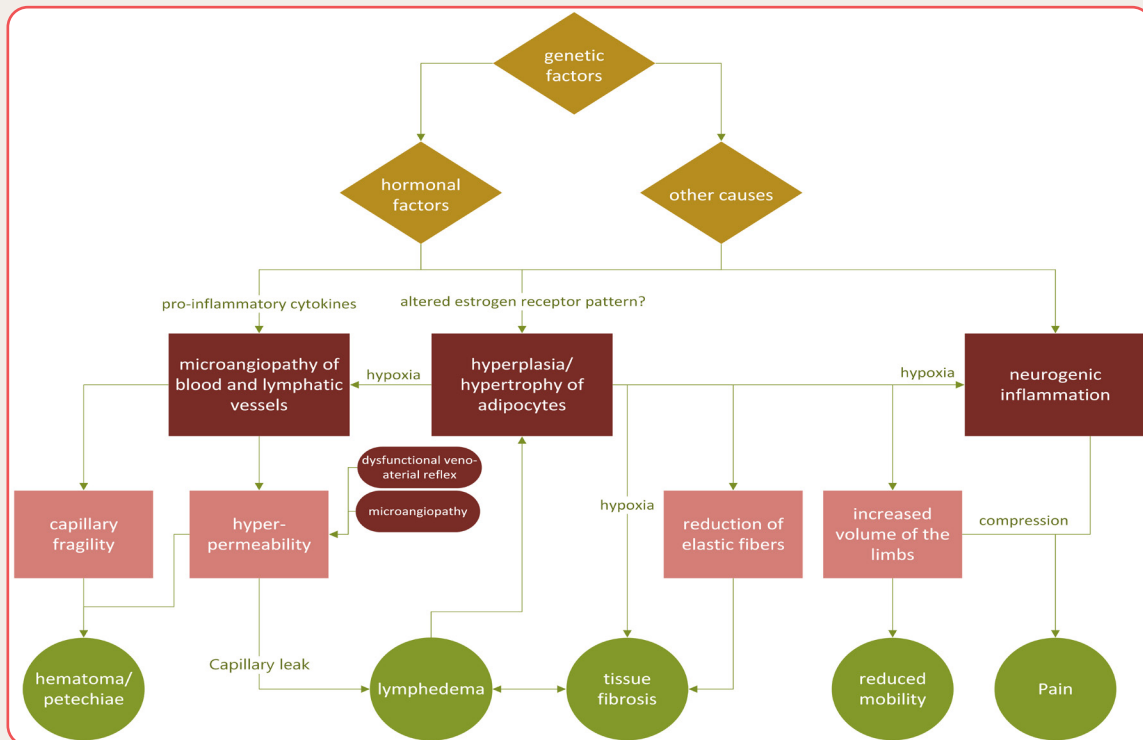 genetic
factors
hormonal
factors
other causes
pro-inflammatory cytokines
altered estrogen receptor pattern?
microangiopathy of
blood and lymphatic
vessels
hypoxia
hyperplasia/
hypertrophy of
adipocytes
hypoxia
neurogenic
inflammation
dysfunctional veno-
aterial reflex
microangiopathy
capillary
fragility
hyper-
permeability
hypoxia
reduction of
elastic fibers
increased
volume of the
limbs
compression
Capillary leak
hematoma/
petechiae
lymphedema
tissue
fibrosis
reduced
mobility
Pain